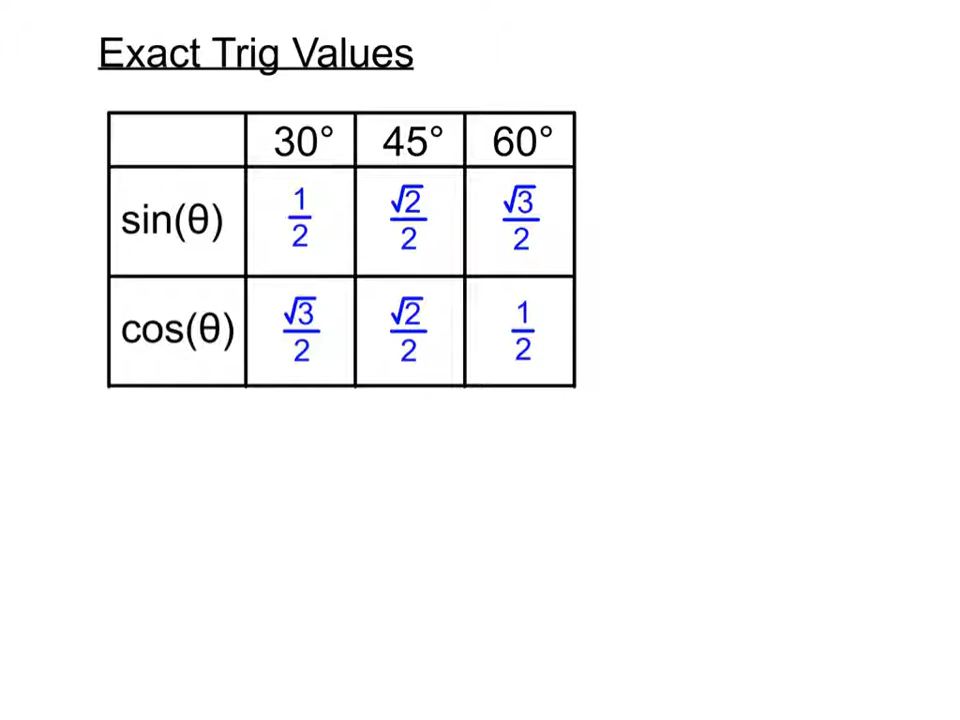 Exact Trig Values
30° 45° 60°
sin(θ) 1/2 √2/2 √3/2
cos(θ) √3/2 √2/2 1/2